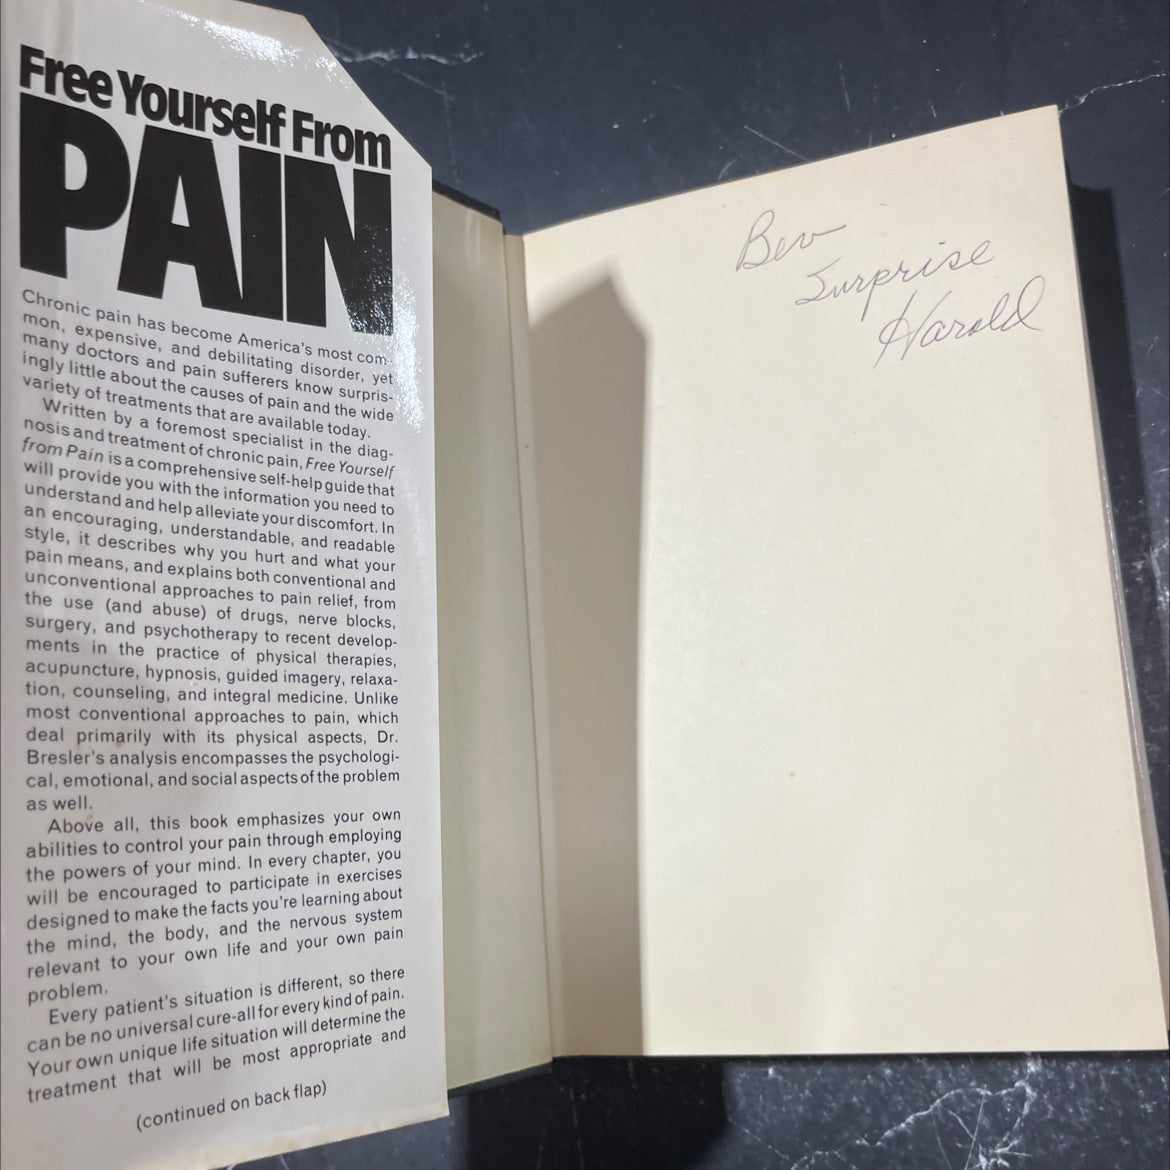 Free Yourself From
PAIN
Chronic pain has become America's most com-
mon, expensive, and debilitating disorder, yet
many doctors and pain sufferers know surpris-
ingly little about the causes of pain and the wide
variety of treatments that are available today.
Written by a foremost specialist in the diag-
nosis and treatment of chronic pain, Free Yourself
from Pain is a comprehensive self-help guide that
will provide you with the information you need to
understand and help alleviate your discomfort. In
an encouraging, understandable, and readable
style, it describes why you hurt and what your
pain means, and explains both conventional and
unconventional approaches to pain relief, from
the use (and abuse) of drugs, nerve blocks,
surgery, and psychotherapy to recent develop-
ments in the practice of physical therapies,
acupuncture, hypnosis, guided imagery, relaxa-
tion, counseling, and integral medicine. Unlike
most conventional approaches to pain, which
deal primarily with its physical aspects, Dr.
Bresler's analysis encompasses the psychologi-
cal, emotional, and social aspects of the problem
as well.
Above all, this book emphasizes your own
abilities to control your pain through employing
the powers of your mind. In every chapter, you
will be encouraged to participate in exercises
designed to make the facts you're learning about
the mind, the body, and the nervous system
relevant to your own life and your own pain
problem.
Every patient's situation is different, so there
can be no universal cure-all for every kind of pain.
Your own unique life situation will determine the
treatment that will be most appropriate and
(continued on back flap)
Bev
Surprise
Harold